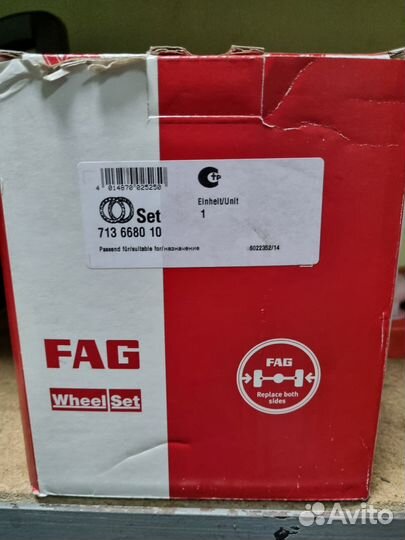 4 014870 025250
Set
713 6680 10
Einheit/Unit
1
Passend für/suitable for/назначение
6022352/14
FAG
Wheel Set
FAG
Replace both
sides
Avito